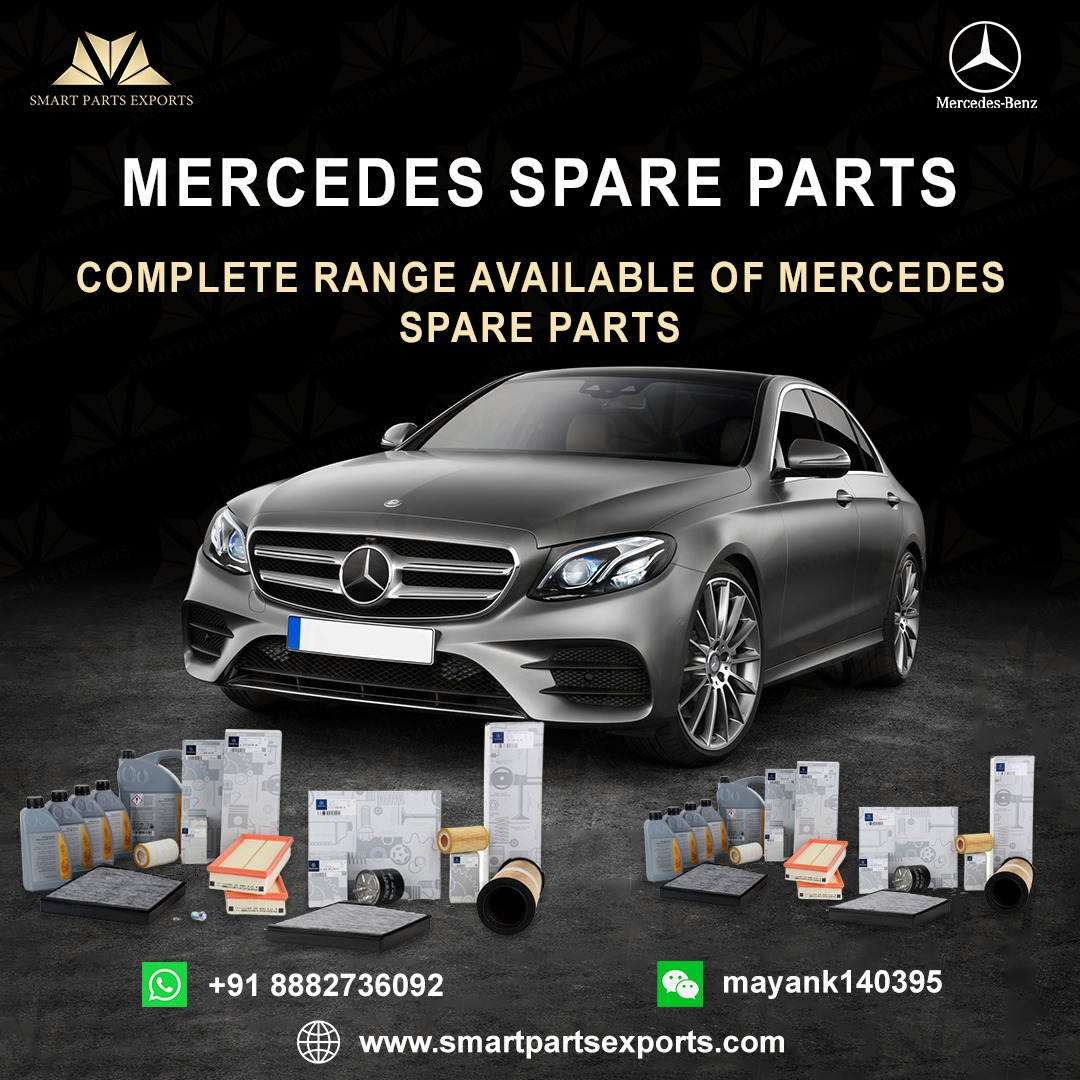 SMART PARTS EXPORTS
Mercedes-Benz
MERCEDES SPARE PARTS
COMPLETE RANGE AVAILABLE OF MERCEDES
SPARE PARTS
+91 8882736092
mayank140395
www.smartpartsexports.com